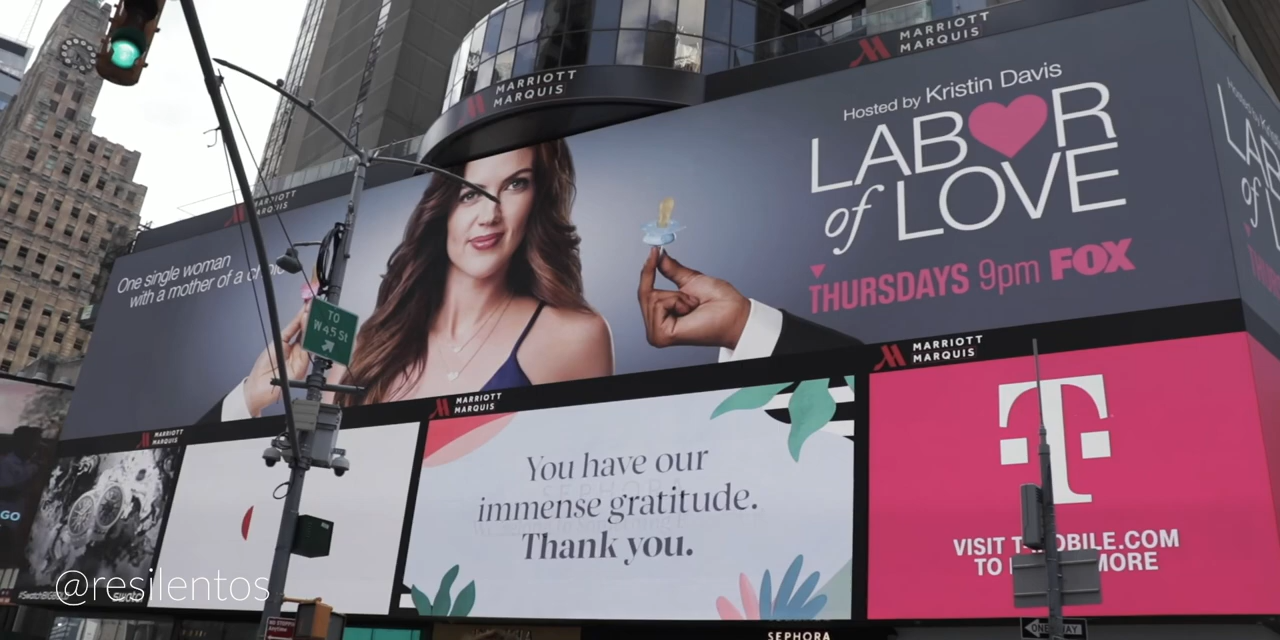 MARRIOTT
MARQUIS
MARRIOTT
MARQUIS
MARRIOTT
MARQUIS
Hosted by Kristin Davis
LABOR
of LOVE
THURSDAYS 9pm FOX
One single woman
with a mother of a
TO
W 45 St
MARRIOTT
MARQUIS
MARRIOTT
MARQUIS
MARRIOTT
MARQUIS
You have our
immense gratitude.
Thank you.
T
VISIT T-MOBILE.COM
TO MORE
GO
@resilentos
SEPHORA
ONE WAY